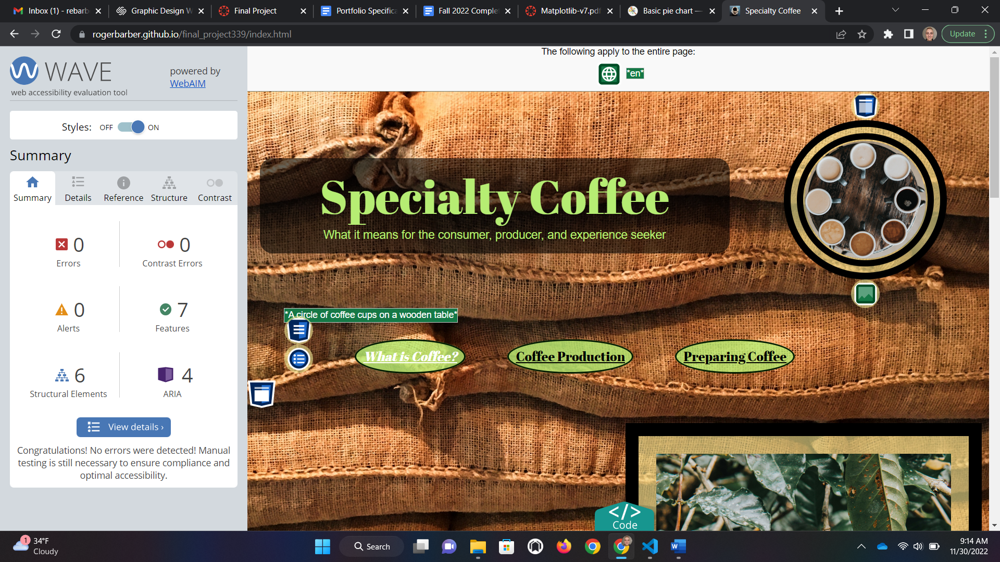 Inbox (1) - rebarb
Graphic Design W
Final Project
Portfolio Specifica
Fall 2022 Complet
Matplotlib-v7.pdf
Basic pie chart —
Specialty Coffee
rogerbarber.github.io/final_project339/index.html
Update
WAVE
powered by
WebAIM
web accessibility evaluation tool
Styles: OFF ON
Summary
Summary Details Reference Structure Contrast
0 0
Errors Contrast Errors
0 7
Alerts Features
6 4
Structural Elements ARIA
View details ›
Congratulations! No errors were detected! Manual
testing is still necessary to ensure compliance and
optimal accessibility.
The following apply to the entire page:
*en*
Specialty Coffee
What it means for the consumer, producer, and experience seeker
*A circle of coffee cups on a wooden table*
What is Coffee? Coffee Production Preparing Coffee
</>
Code
1
34°F
Cloudy
Search
9:14 AM
11/30/2022